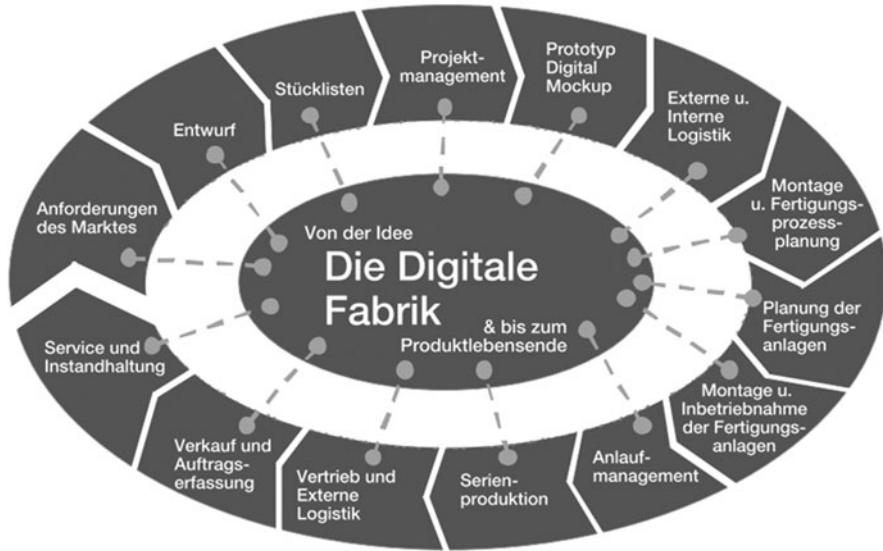 Anforderungen
des Marktes
Entwurf
Stücklisten
Projekt-
management
Prototyp
Digital
Mockup
Externe u.
Interne
Logistik
Montage
u. Fertigungs-
prozess-
planung
Planung der
Fertigungs-
anlagen
Montage u.
Inbetriebnahme
der Fertigungs-
anlagen
Anlauf-
management
Serien-
produktion
Vertrieb und
Externe
Logistik
Verkauf und
Auftrags-
erfassung
Service und
Instandhaltung
Von der Idee
Die Digitale
Fabrik
& bis zum
Produktlebensende